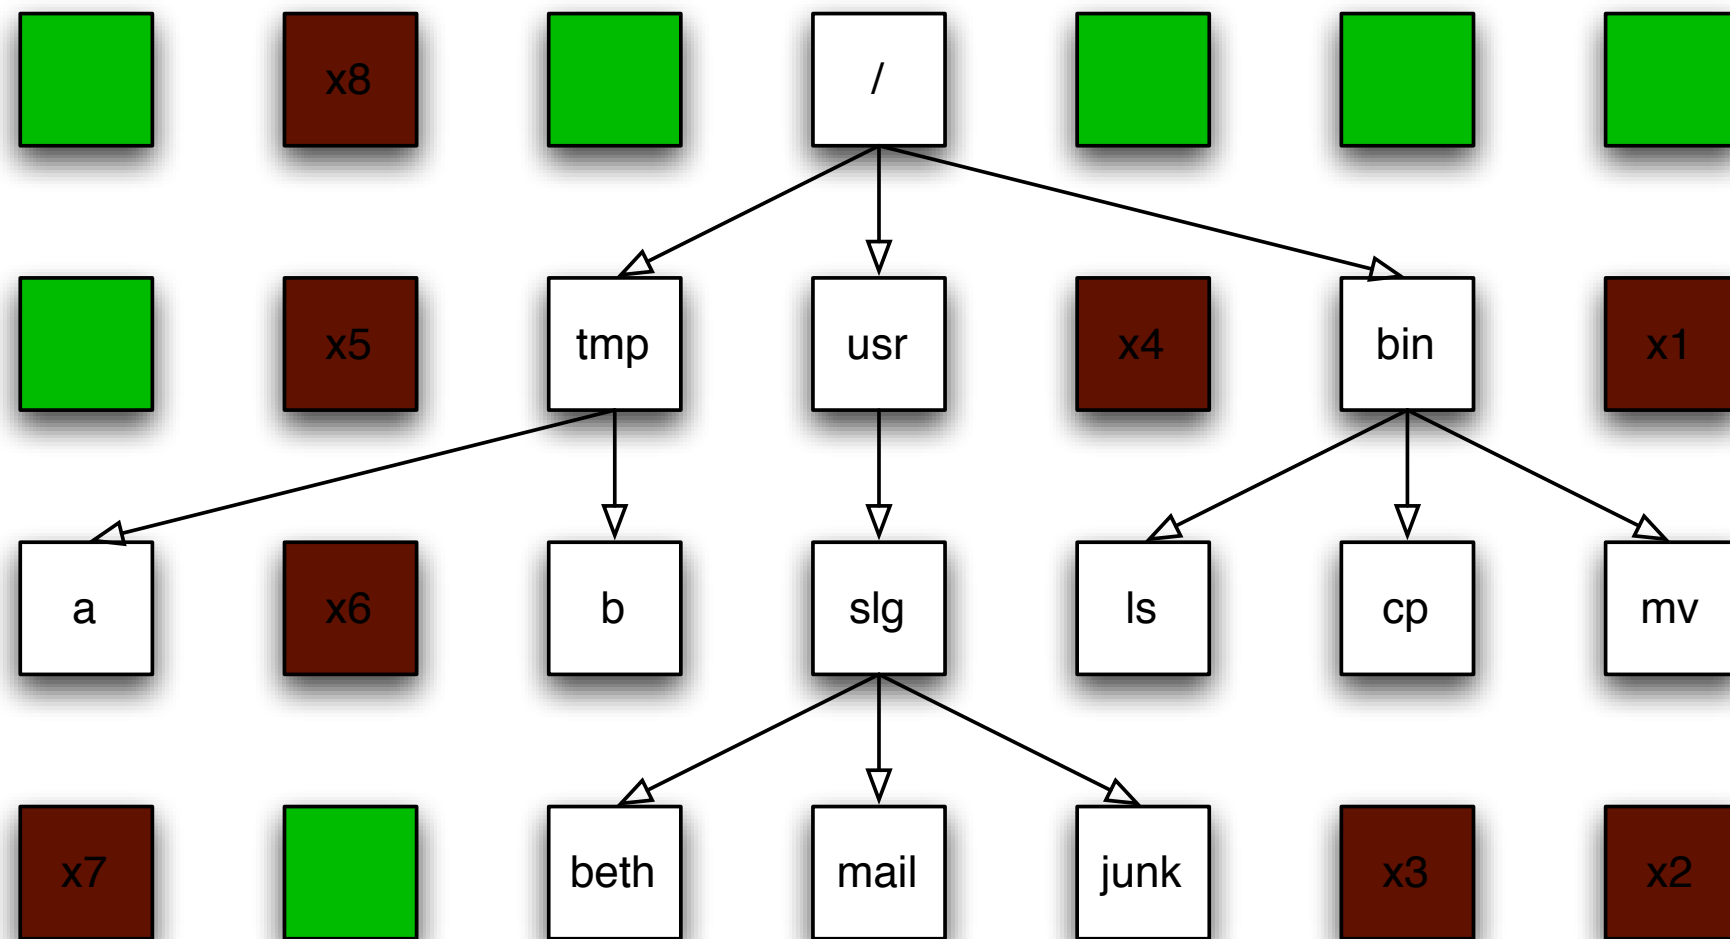 x8 /
x5 tmp usr x4 bin x1
a x6 b slg ls cp mv
x7 beth mail junk x3 x2